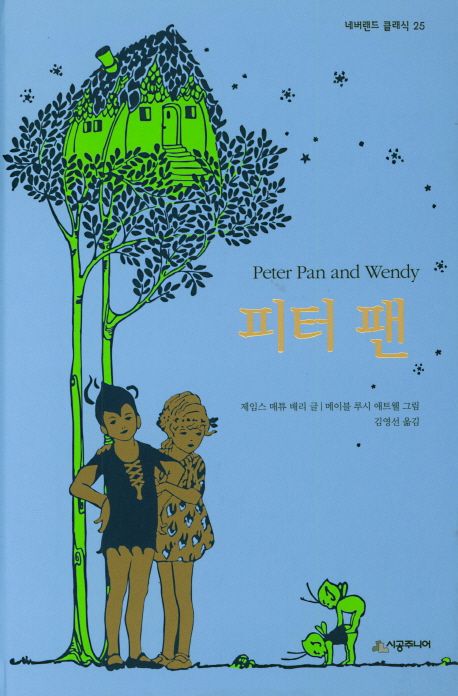 네버랜드 클래식 25
Peter Pan and Wendy
피터 팬
제임스 매튜 배리 글 | 메이블 루시 애트웰 그림
김영선 옮김
시공주니어